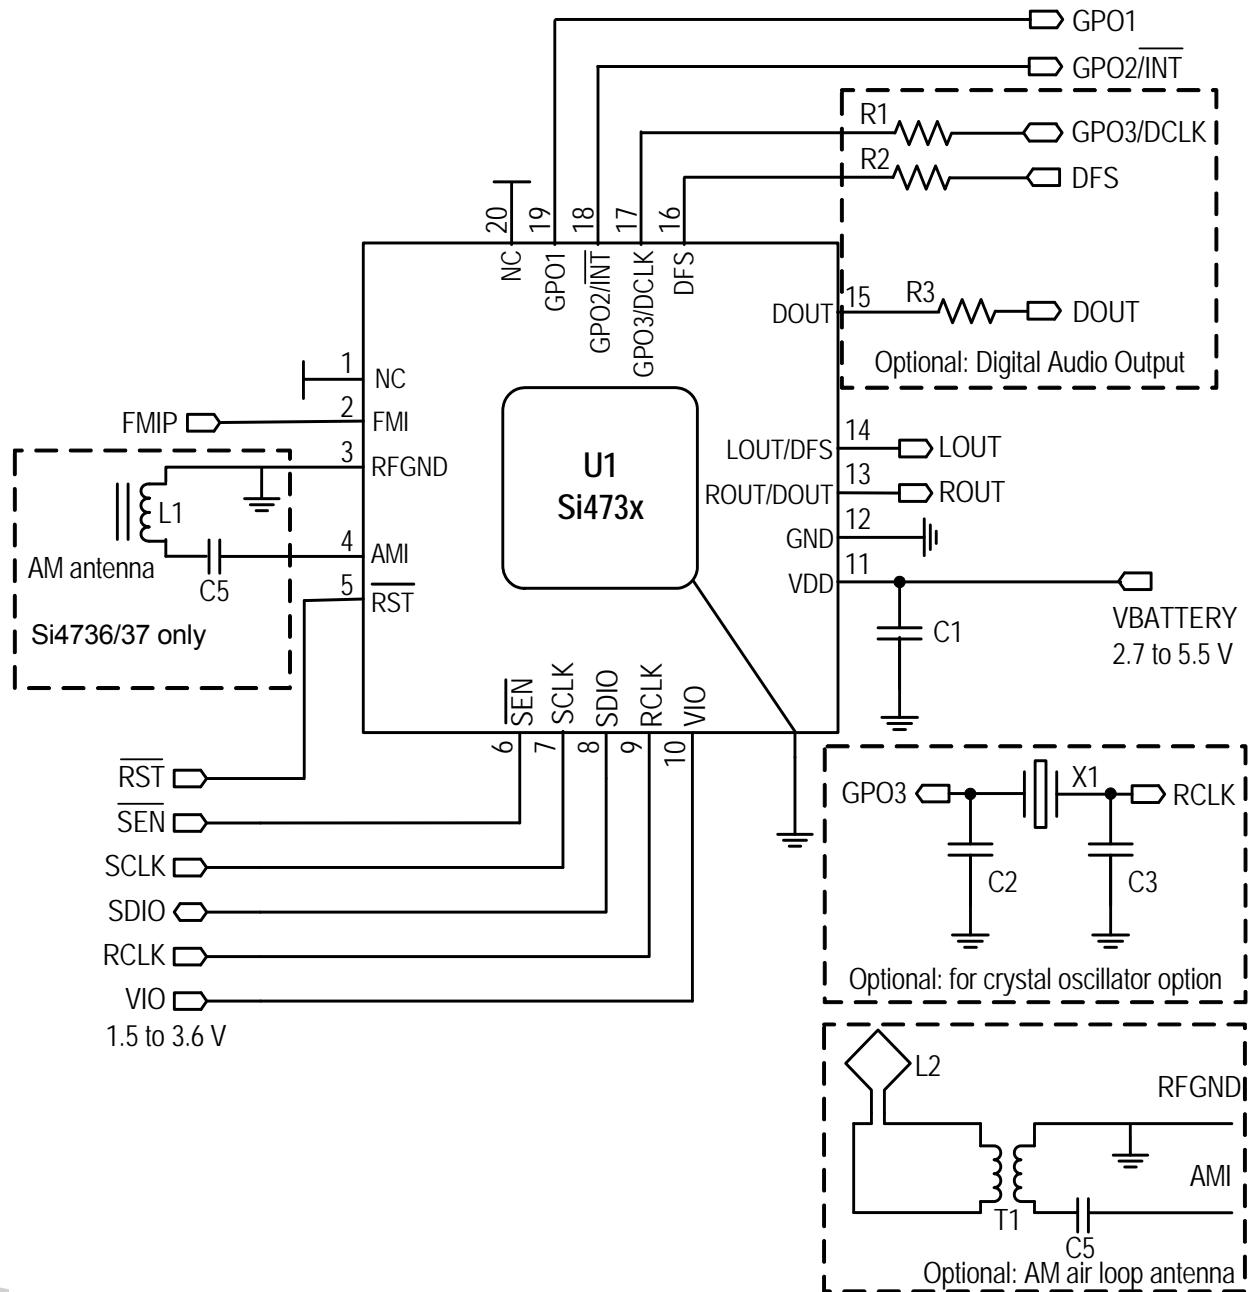 GPO1
GPO2/INT
R1
GPO3/DCLK
R2
DFS
20
19
18
17
16
NC
GPO1
GPO2/INT
GPO3/DCLK
DFS
DOUT
15
R3
DOUT
Optional: Digital Audio Output
1
NC
FMIP
2
FMI
3
RFGND
L1
4
AMI
AM antenna
C5
5
RST
Si4736/37 only
U1
Si473x
LOUT/DFS
14
LOUT
ROUT/DOUT
13
ROUT
GND
12
VDD
11
C1
VBATTERY
2.7 to 5.5 V
SEN
SCLK
SDIO
RCLK
VIO
6
7
8
9
10
RST
SEN
SCLK
SDIO
RCLK
VIO
1.5 to 3.6 V
GPO3
X1
RCLK
C2
C3
Optional: for crystal oscillator option
L2
RFGND
AMI
T1
C5
Optional: AM air loop antenna